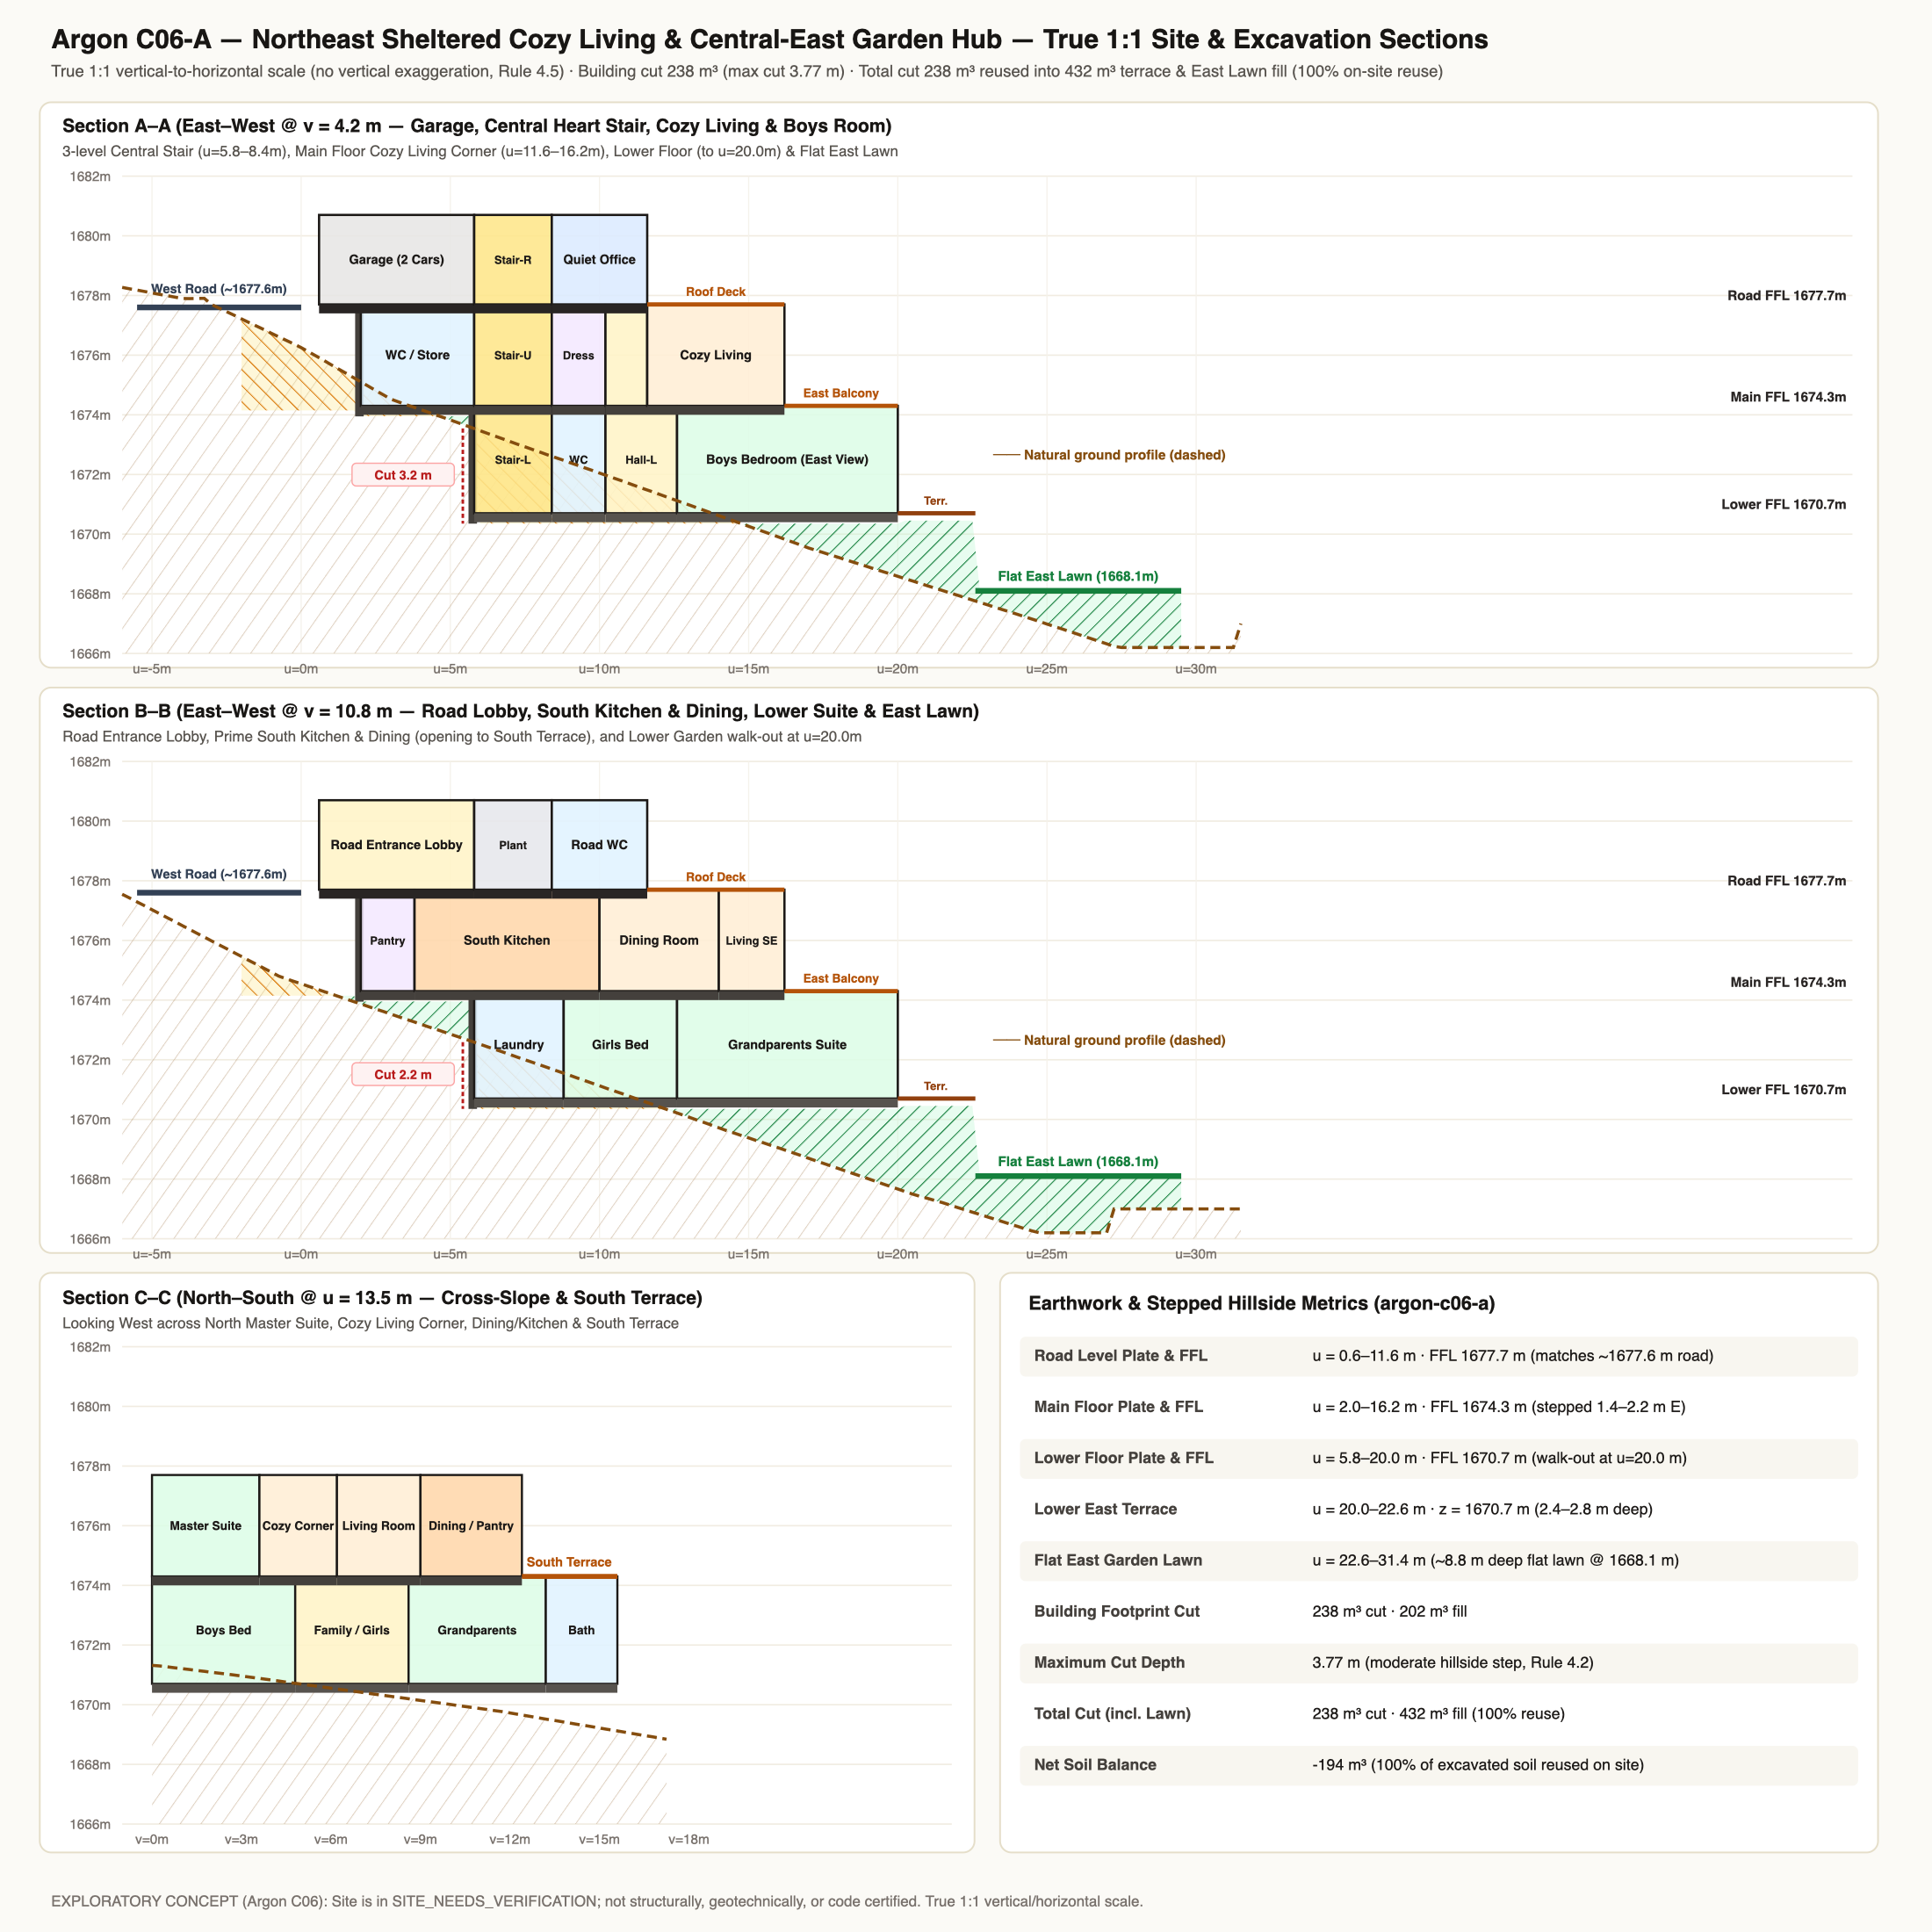 Argon C06-A — Northeast Sheltered Cozy Living & Central-East Garden Hub — True 1:1 Site & Excavation Sections
True 1:1 vertical-to-horizontal scale (no vertical exaggeration, Rule 4.5) · Building cut 238 m³ (max cut 3.77 m) · Total cut 238 m³ reused into 432 m³ terrace & East Lawn fill (100% on-site reuse)
Section A–A (East–West @ v = 4.2 m — Garage, Central Heart Stair, Cozy Living & Boys Room)
3-level Central Stair (u=5.8–8.4m), Main Floor Cozy Living Corner (u=11.6–16.2m), Lower Floor (to u=20.0m) & Flat East Lawn
1682m
1680m
Garage (2 Cars)
Stair-R
Quiet Office
West Road (~1677.6m)
Roof Deck
1678m
Road FFL 1677.7m
1676m
WC / Store
Stair-U
Dress
Cozy Living
East Balcony
Main FFL 1674.3m
1674m
Cut 3.2 m
Stair-L
WC
Hall-L
Boys Bedroom (East View)
Natural ground profile (dashed)
1672m
Terr.
Lower FFL 1670.7m
1670m
Flat East Lawn (1668.1m)
1668m
1666m
u=-5m
u=0m
u=5m
u=10m
u=15m
u=20m
u=25m
u=30m
Section B–B (East–West @ v = 10.8 m — Road Lobby, South Kitchen & Dining, Lower Suite & East Lawn)
Road Entrance Lobby, Prime South Kitchen & Dining (opening to South Terrace), and Lower Garden walk-out at u=20.0m
1682m
1680m
Road Entrance Lobby
Plant
Road WC
West Road (~1677.6m)
Roof Deck
1678m
Road FFL 1677.7m
1676m
Pantry
South Kitchen
Dining Room
Living SE
East Balcony
Main FFL 1674.3m
1674m
Laundry
Girls Bed
Grandparents Suite
Natural ground profile (dashed)
1672m
Cut 2.2 m
Terr.
Lower FFL 1670.7m
1670m
Flat East Lawn (1668.1m)
1668m
1666m
u=-5m
u=0m
u=5m
u=10m
u=15m
u=20m
u=25m
u=30m
Section C–C (North–South @ u = 13.5 m — Cross-Slope & South Terrace)
Looking West across North Master Suite, Cozy Living Corner, Dining/Kitchen & South Terrace
1682m
1680m
1678m
1676m
Master Suite
Cozy Corner
Living Room
Dining / Pantry
South Terrace
1674m
Boys Bed
Family / Girls
Grandparents
Bath
1672m
1670m
1668m
1666m
v=0m
v=3m
v=6m
v=9m
v=12m
v=15m
v=18m
Earthwork & Stepped Hillside Metrics (argon-c06-a)
Road Level Plate & FFL u = 0.6–11.6 m · FFL 1677.7 m (matches ~1677.6 m road)
Main Floor Plate & FFL u = 2.0–16.2 m · FFL 1674.3 m (stepped 1.4–2.2 m E)
Lower Floor Plate & FFL u = 5.8–20.0 m · FFL 1670.7 m (walk-out at u=20.0 m)
Lower East Terrace u = 20.0–22.6 m · z = 1670.7 m (2.4–2.8 m deep)
Flat East Garden Lawn u = 22.6–31.4 m (~8.8 m deep flat lawn @ 1668.1 m)
Building Footprint Cut 238 m³ cut · 202 m³ fill
Maximum Cut Depth 3.77 m (moderate hillside step, Rule 4.2)
Total Cut (incl. Lawn) 238 m³ cut · 432 m³ fill (100% reuse)
Net Soil Balance -194 m³ (100% of excavated soil reused on site)
EXPLORATORY CONCEPT (Argon C06): Site is in SITE_NEEDS_VERIFICATION; not structurally, geotechnically, or code certified. True 1:1 vertical/horizontal scale.